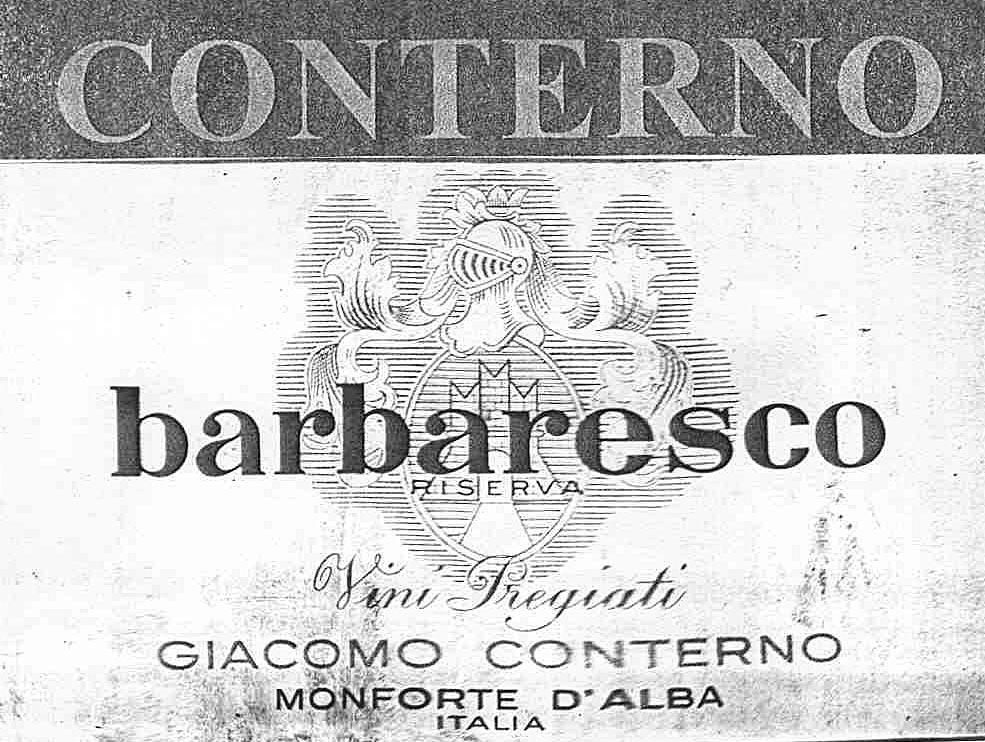 CONTERNO
barbaresco
RISERVA
Vini Pregiati
GIACOMO CONTERNO
MONFORTE D'ALBA
ITALIA